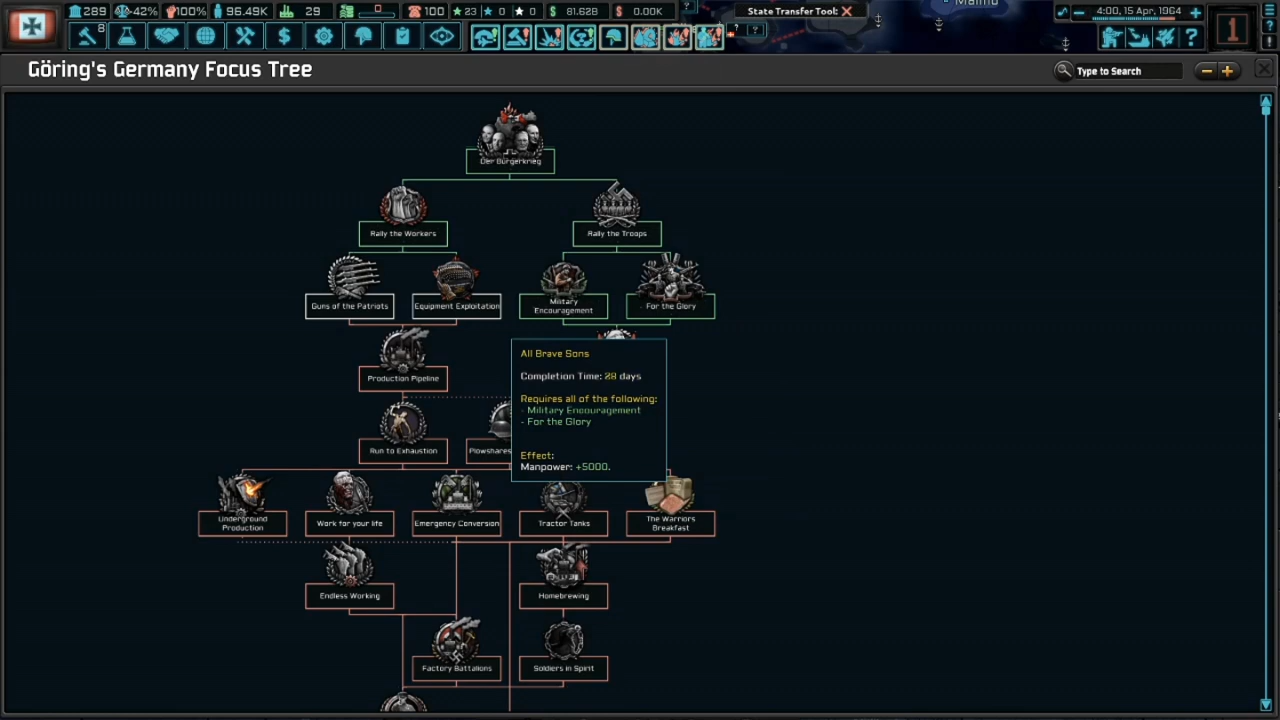 289 42% 100% 96.49K 29 100 23 0 0 $ 81.628 $ 0.00K State Transfer Tool: Malmö 4:00, 15 Apr, 1964
8 ? ? ? 1
Göring's Germany Focus Tree Type to Search
Der Bürgerkrieg
Rally the Workers Rally the Troops
Guns of the Patriots Equipment Exploitation Military Encouragement For the Glory
All Brave Sons
Completion Time: 28 days
Requires all of the following:
- Military Encouragement
- For the Glory
Effect:
Manpower: +5000.
Production Pipeline
Run to Exhaustion Plowshares
Underground Production Work for your life Emergency Conversion Tractor Tanks The Warriors Breakfast
Endless Working Homebrewing
Factory Battalions Soldiers in Spirit